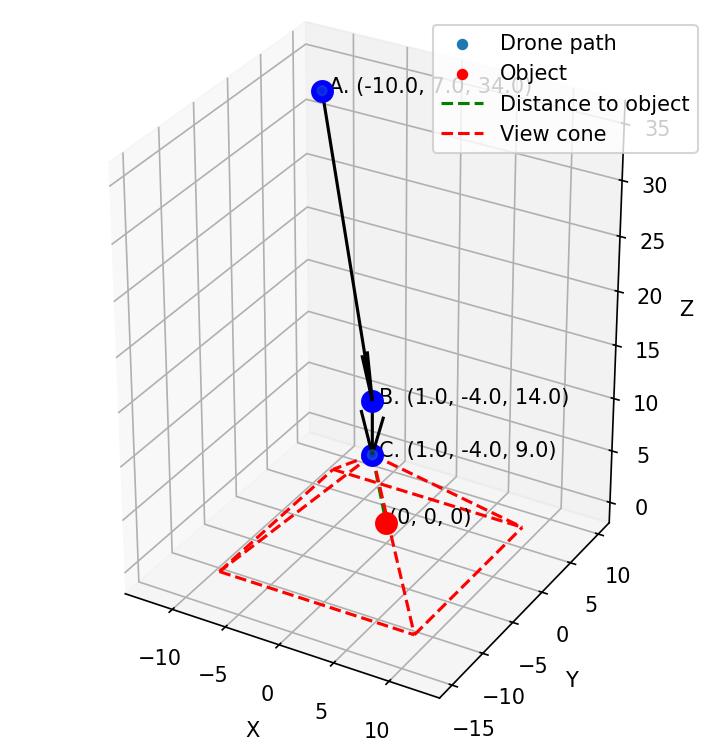 Drone path
Object
Distance to object
View cone
A. (-10.0, 7.0, 34.0)
B. (1.0, -4.0, 14.0)
C. (1.0, -4.0, 9.0)
(0, 0, 0)
35
30
25
20
15
10
5
0
Z
10
5
0
−5
−10
−15
Y
−10
−5
0
5
10
X